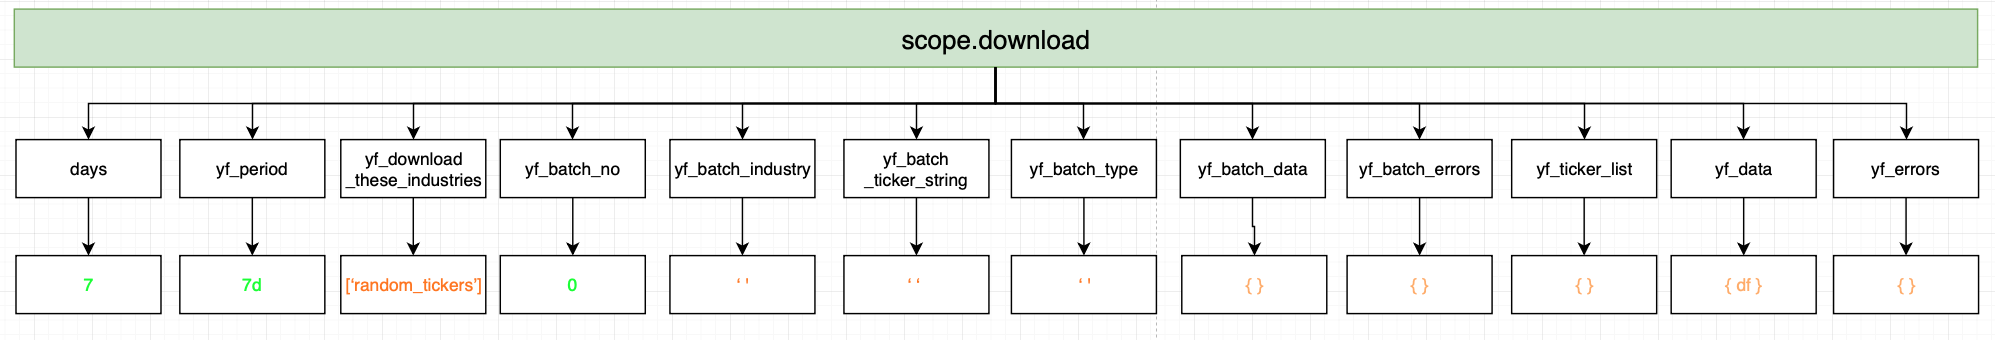 scope.download
days
yf_period
yf_download
_these_industries
yf_batch_no
yf_batch_industry
yf_batch
_ticker_string
yf_batch_type
yf_batch_data
yf_batch_errors
yf_ticker_list
yf_data
yf_errors
7
7d
[‘random_tickers’]
0
‘ ’
‘ ‘
‘ ’
{ }
{ }
{ }
{ df }
{ }